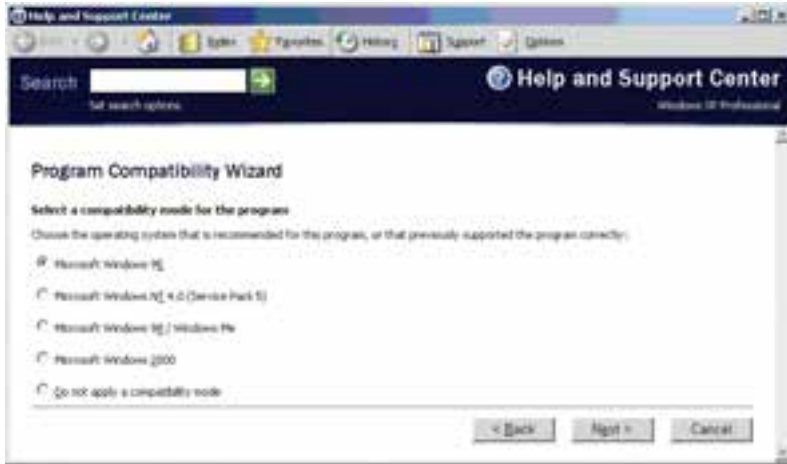 Help and Support Center
Index Favorites History Support Options
Search
Help and Support Center
Set search options
Windows XP Professional
Program Compatibility Wizard
Select a compatibility mode for the program
Choose the operating system that is recommended for this program, or that previously supported the program correctly:
Microsoft Windows 95
Microsoft Windows NT 4.0 (Service Pack 5)
Microsoft Windows 98 / Windows Me
Microsoft Windows 2000
Do not apply a compatibility mode
< Back Next > Cancel